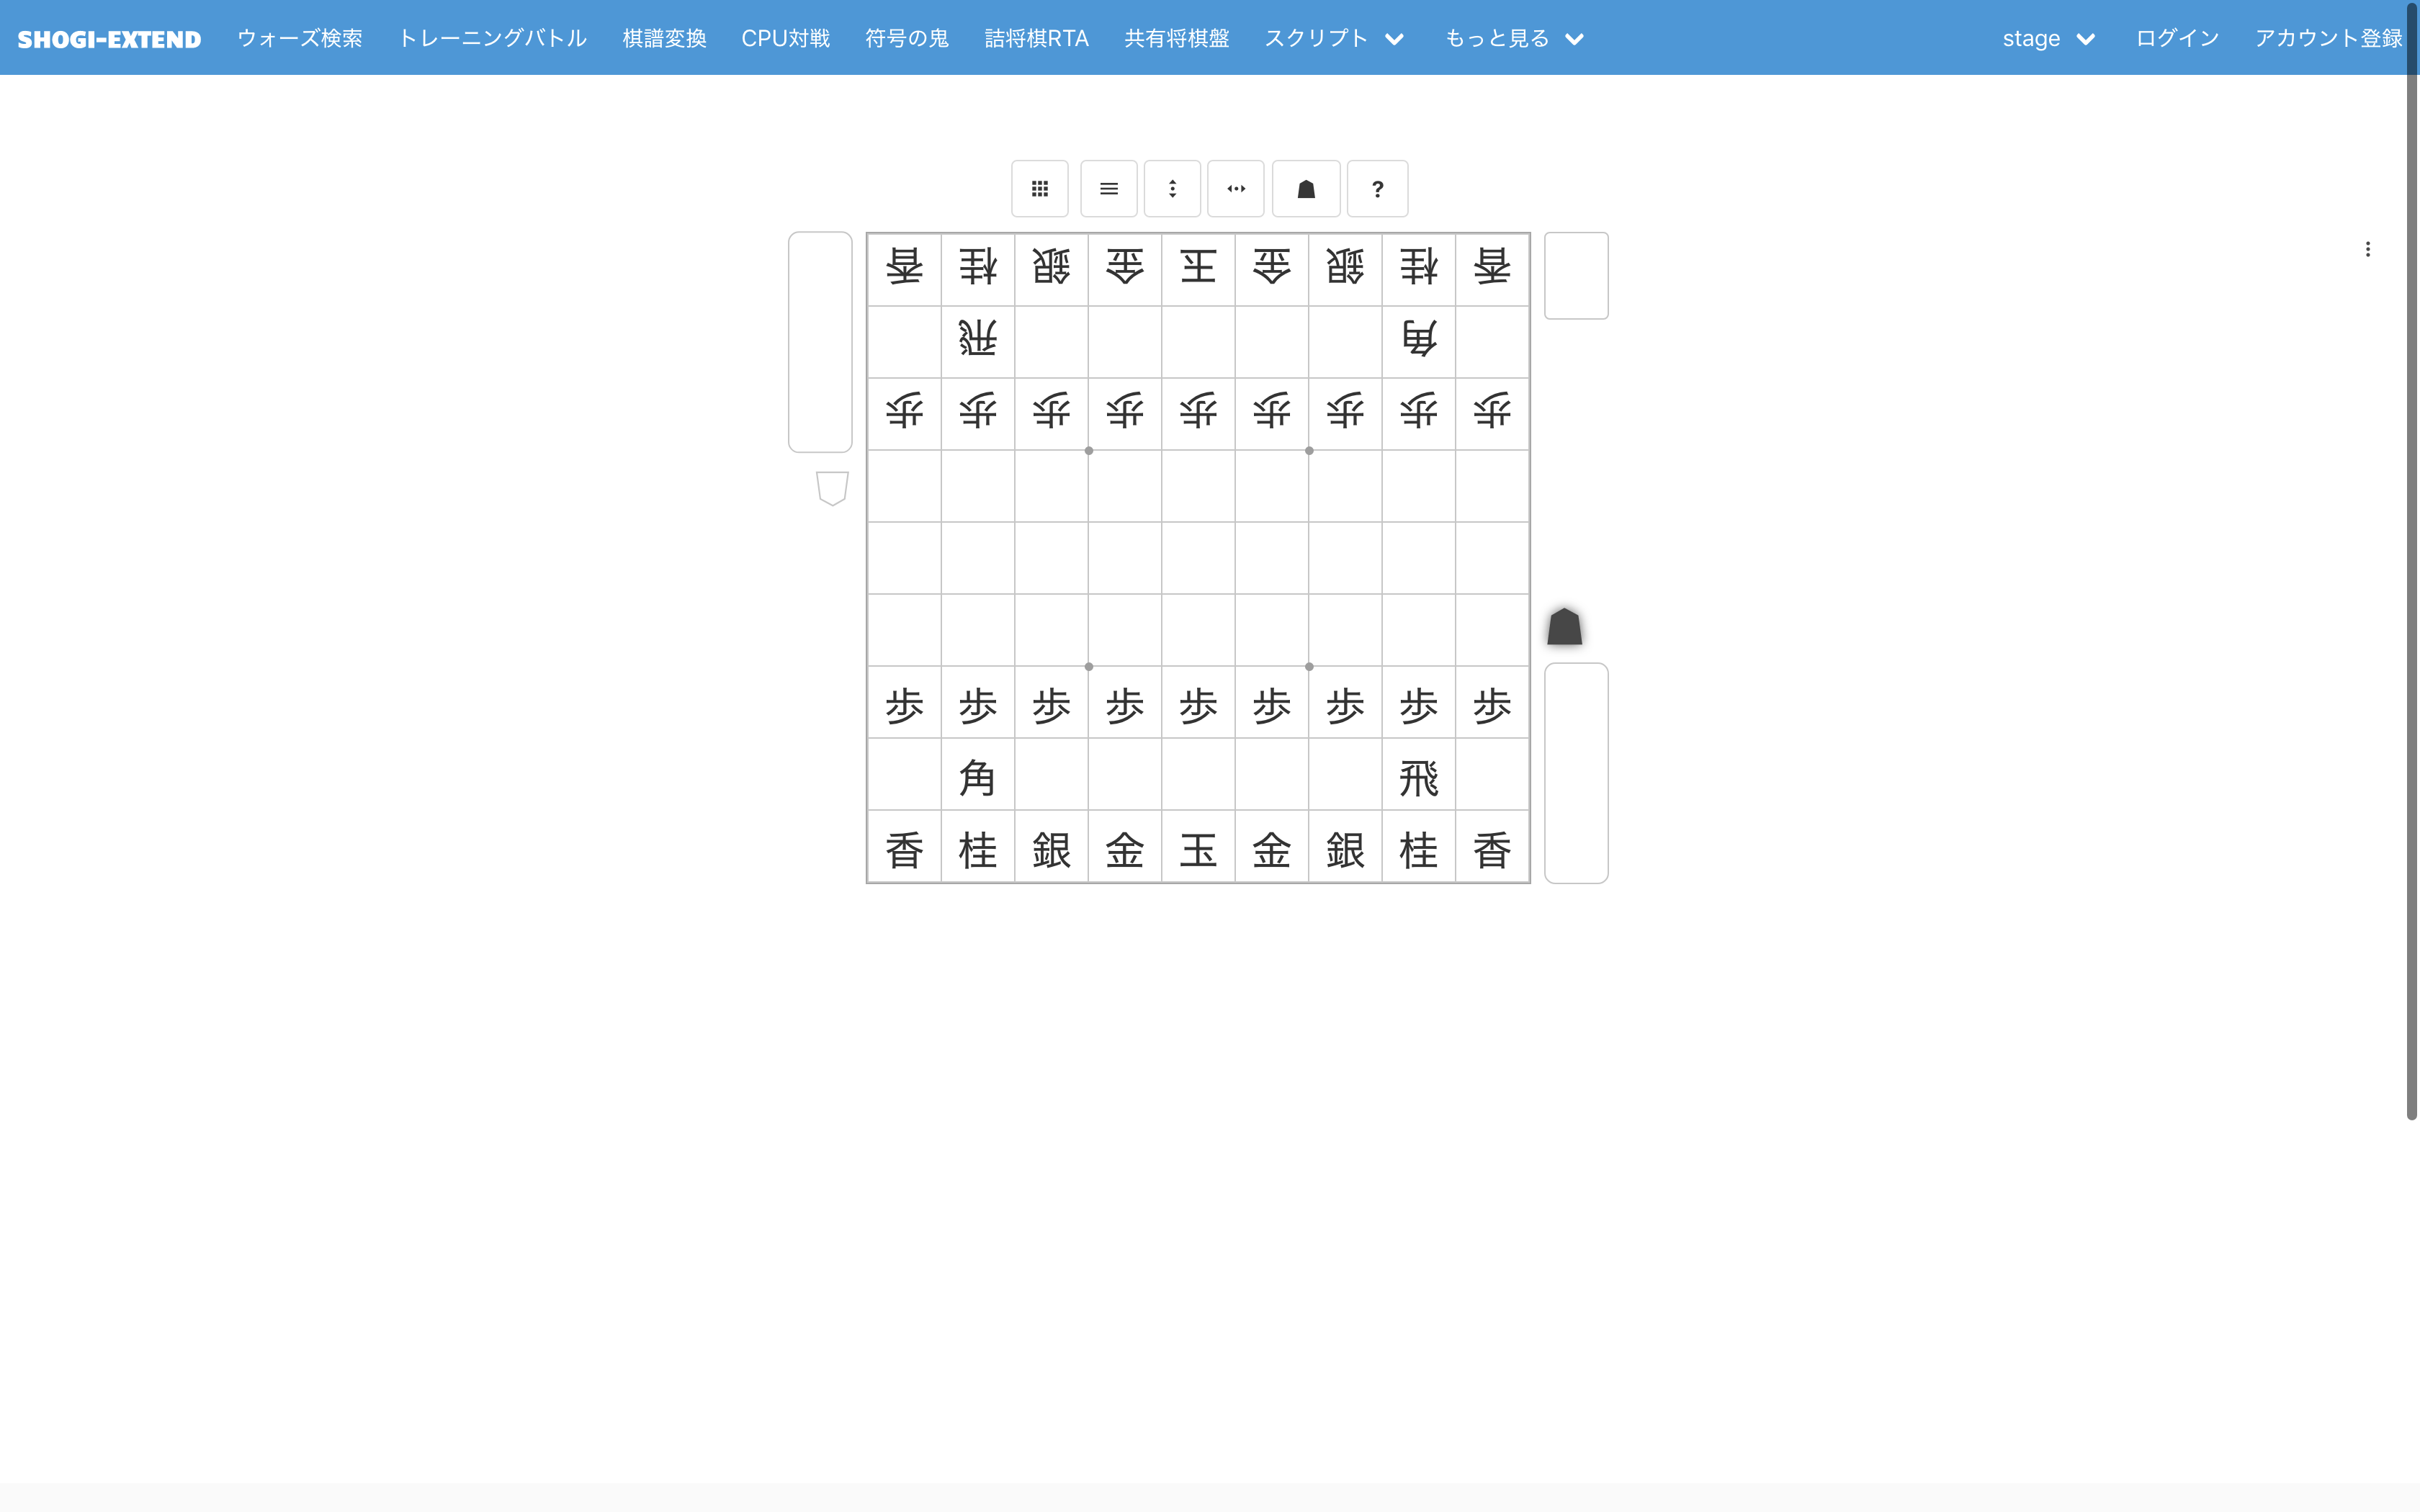 SHOGI-EXTEND ウォーズ検索 トレーニングバトル 棋譜変換 CPU対戦 符号の鬼 詰将棋RTA 共有将棋盤 スクリプト もっと見る stage ログイン アカウント登録
?
香 桂 銀 金 王 金 銀 桂 香
飛 角
歩 歩 歩 歩 歩 歩 歩 歩 歩
歩 歩 歩 歩 歩 歩 歩 歩 歩
角 飛
香 桂 銀 金 玉 金 銀 桂 香